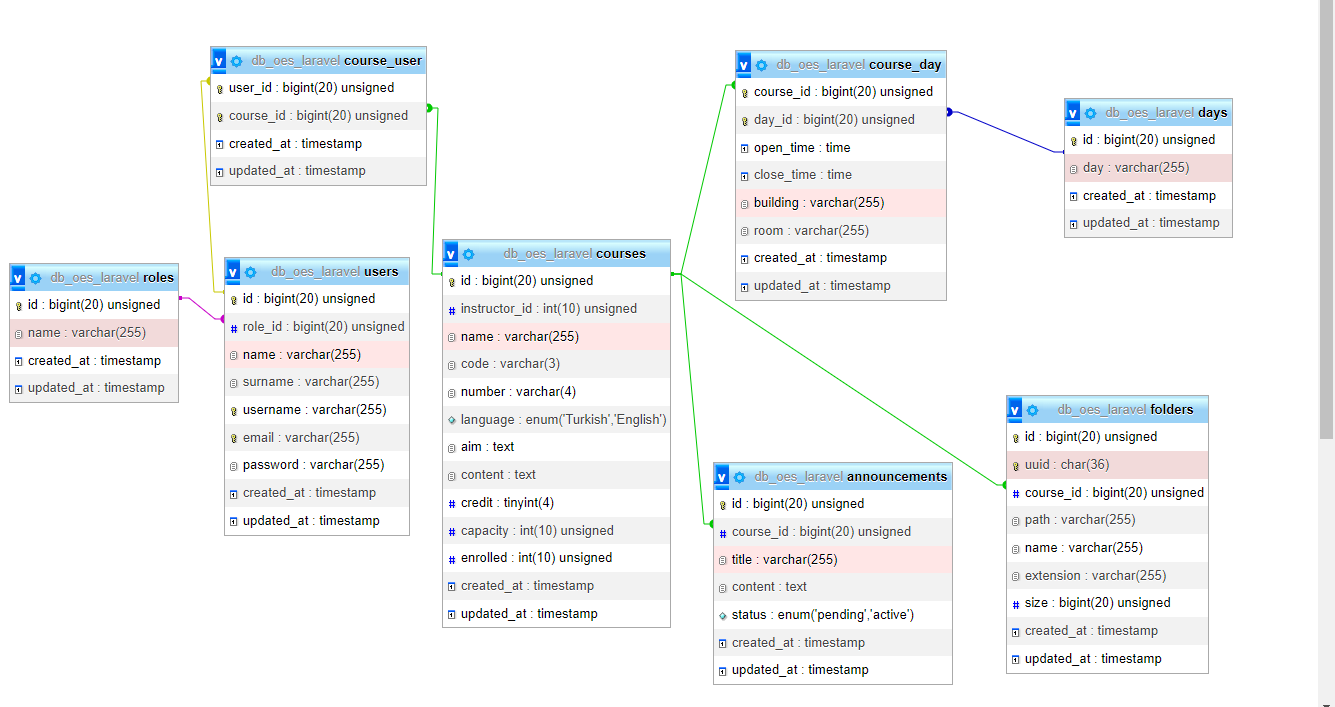 db_oes_laravel course_user
user_id : bigint(20) unsigned
course_id : bigint(20) unsigned
created_at : timestamp
updated_at : timestamp
db_oes_laravel course_day
course_id : bigint(20) unsigned
day_id : bigint(20) unsigned
open_time : time
close_time : time
building : varchar(255)
room : varchar(255)
created_at : timestamp
updated_at : timestamp
db_oes_laravel days
id : bigint(20) unsigned
day : varchar(255)
created_at : timestamp
updated_at : timestamp
db_oes_laravel roles
id : bigint(20) unsigned
name : varchar(255)
created_at : timestamp
updated_at : timestamp
db_oes_laravel users
id : bigint(20) unsigned
role_id : bigint(20) unsigned
name : varchar(255)
surname : varchar(255)
username : varchar(255)
email : varchar(255)
password : varchar(255)
created_at : timestamp
updated_at : timestamp
db_oes_laravel courses
id : bigint(20) unsigned
instructor_id : int(10) unsigned
name : varchar(255)
code : varchar(3)
number : varchar(4)
language : enum('Turkish','English')
aim : text
content : text
credit : tinyint(4)
capacity : int(10) unsigned
enrolled : int(10) unsigned
created_at : timestamp
updated_at : timestamp
db_oes_laravel announcements
id : bigint(20) unsigned
course_id : bigint(20) unsigned
title : varchar(255)
content : text
status : enum('pending','active')
created_at : timestamp
updated_at : timestamp
db_oes_laravel folders
id : bigint(20) unsigned
uuid : char(36)
course_id : bigint(20) unsigned
path : varchar(255)
name : varchar(255)
extension : varchar(255)
size : bigint(20) unsigned
created_at : timestamp
updated_at : timestamp